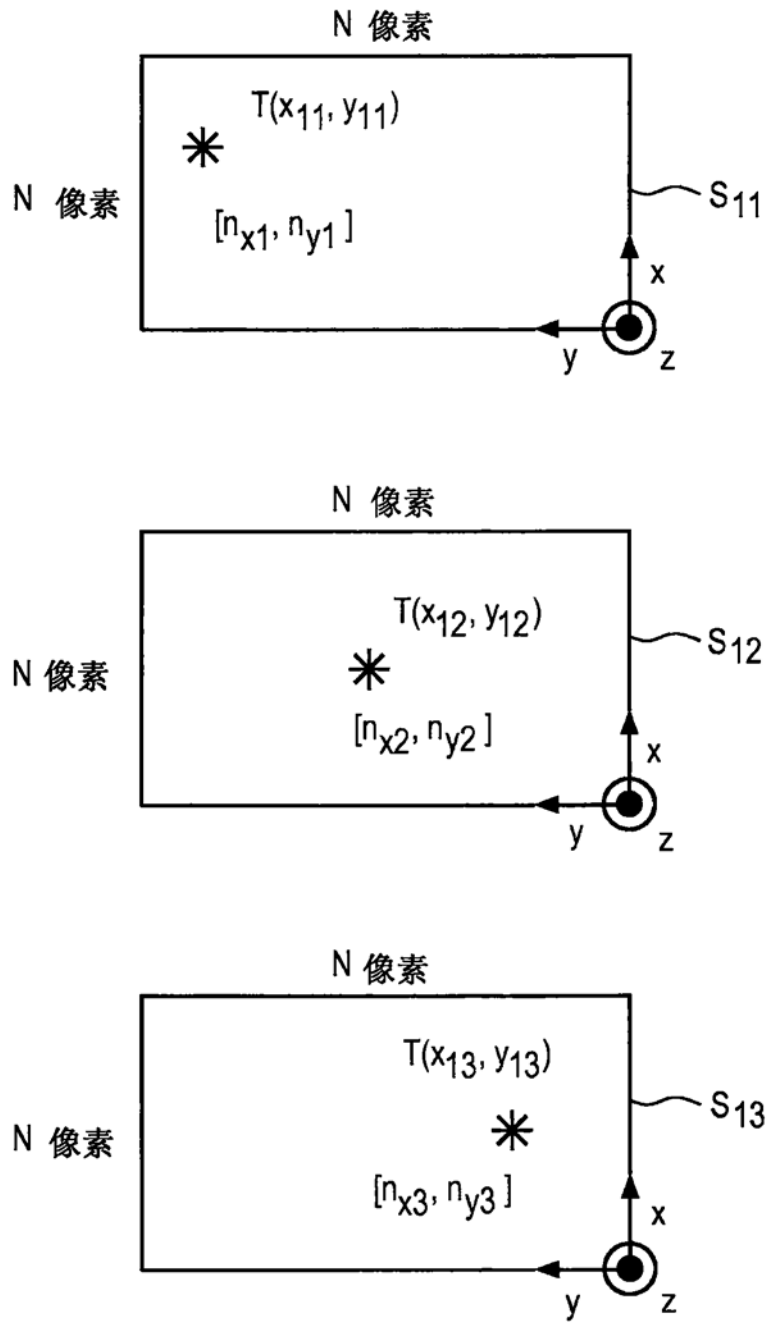 N 像素
T(x11, y11)
N 像素
[nx1, ny1]
S11
x
y
z
N 像素
T(x12, y12)
S12
N 像素
[nx2, ny2]
x
y
z
N 像素
T(x13, y13)
S13
N 像素
[nx3, ny3]
x
y
z